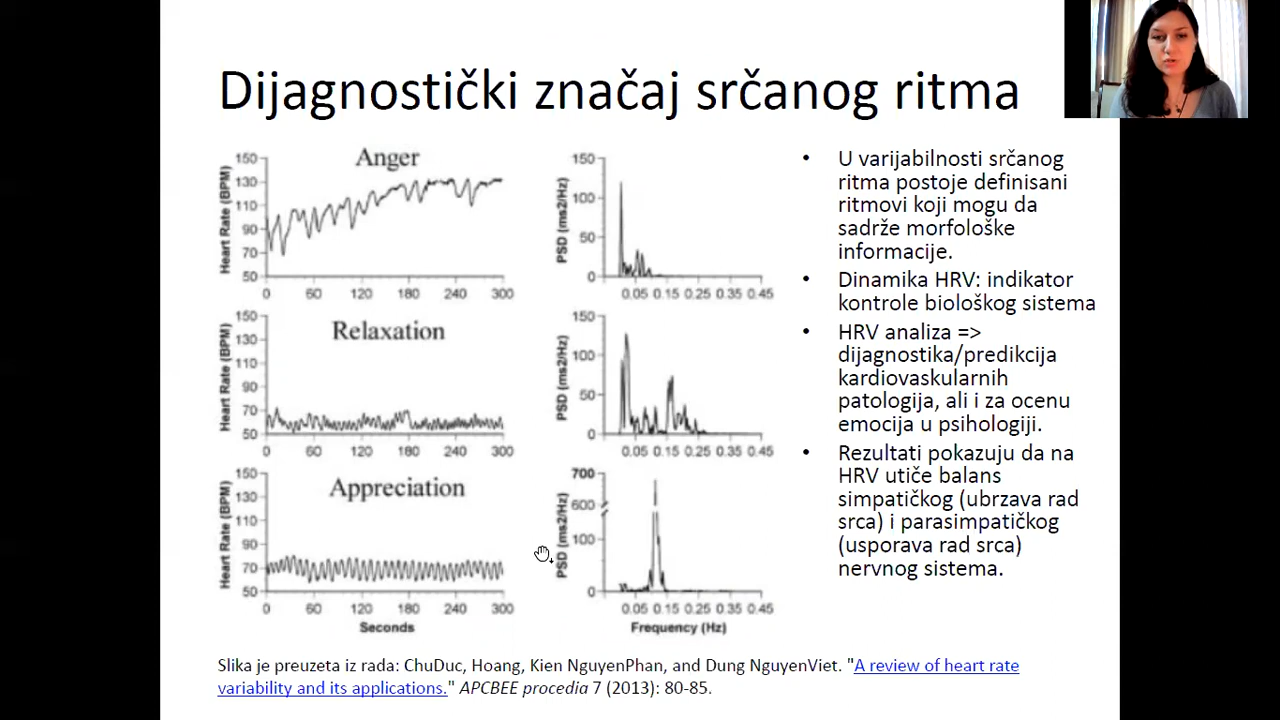 Dijagnostički značaj srčanog ritma
Anger
Heart Rate (BPM)
150
130
110
90
70
50
0 60 120 180 240 300
PSD (ms2/Hz)
150
100
50
0
0.05 0.15 0.25 0.35 0.45
Relaxation
Heart Rate (BPM)
150
130
110
90
70
50
0 60 120 180 240 300
PSD (ms2/Hz)
150
100
50
0
0.05 0.15 0.25 0.35 0.45
Appreciation
Heart Rate (BPM)
150
130
110
90
70
50
0 60 120 180 240 300
Seconds
PSD (ms2/Hz)
700
600
100
0
0.05 0.15 0.25 0.35 0.45
Frequency (Hz)
• U varijabilnosti srčanog
ritma postoje definisani
ritmovi koji mogu da
sadrže morfološke
informacije.
• Dinamika HRV: indikator
kontrole biološkog sistema
• HRV analiza =>
dijagnostika/predikcija
kardiovaskularnih
patologija, ali i za ocenu
emocija u psihologiji.
• Rezultati pokazuju da na
HRV utiče balans
simpatičkog (ubrzava rad
srca) i parasimpatičkog
(usporava rad srca)
nervnog sistema.
Slika je preuzeta iz rada: ChuDuc, Hoang, Kien NguyenPhan, and Dung NguyenViet. "A review of heart rate
variability and its applications." APCBEE procedia 7 (2013): 80-85.